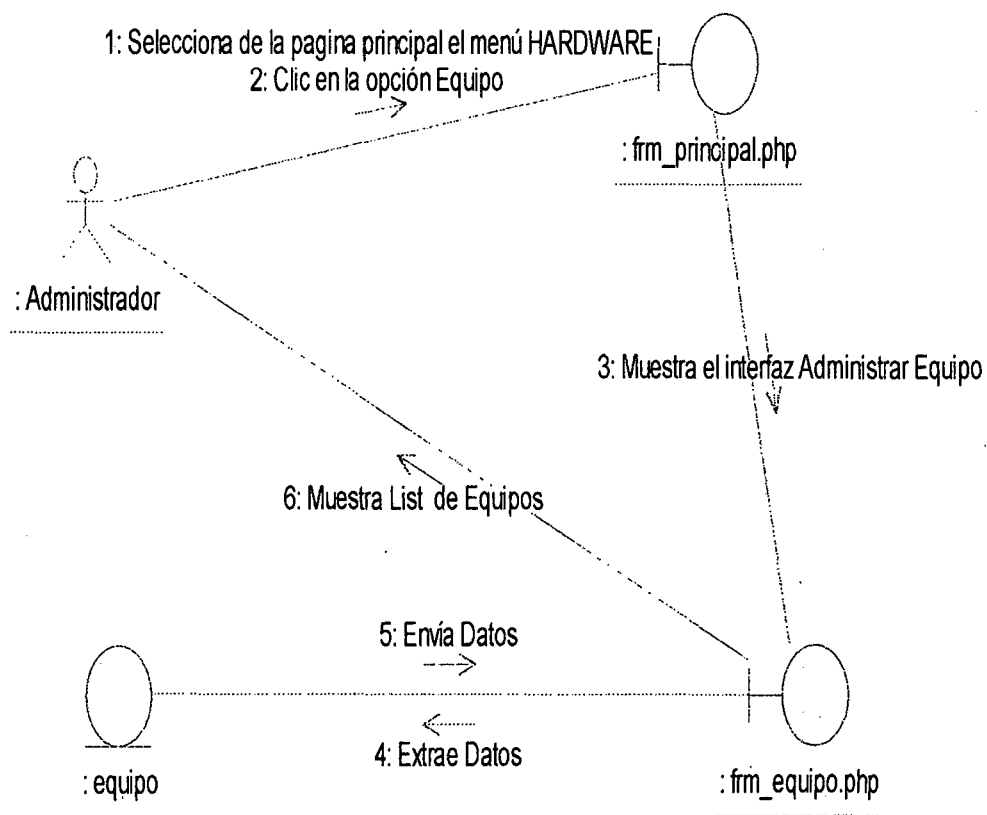 1: Selecciona de la pagina principal el menú HARDWARE
2: Clic en la opción Equipo
: frm_principal.php
: Administrador
3: Muestra el interfaz Administrar Equipo
6: Muestra List de Equipos
5: Envía Datos
4: Extrae Datos
: equipo
: frm_equipo.php